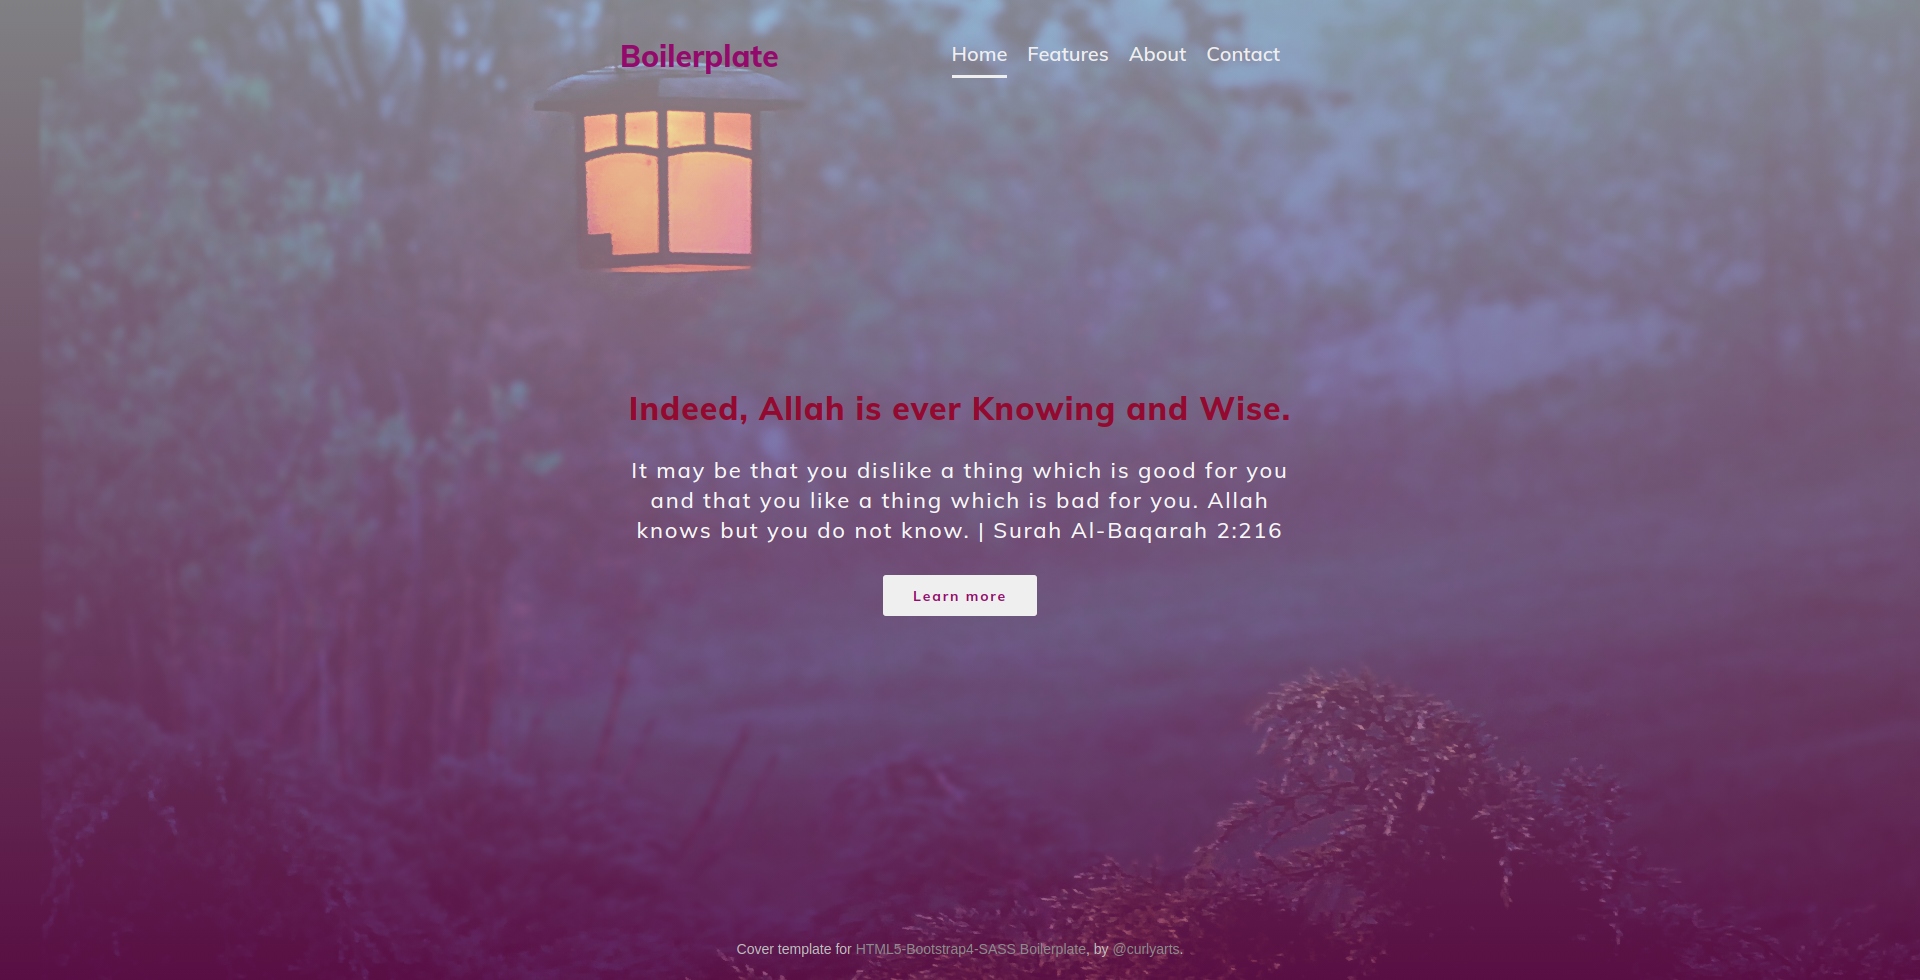 Boilerplate
Home Features About Contact
Indeed, Allah is ever Knowing and Wise.
It may be that you dislike a thing which is good for you
and that you like a thing which is bad for you. Allah
knows but you do not know. | Surah Al-Baqarah 2:216
Learn more
Cover template for HTML5-Bootstrap4-SASS Boilerplate, by @curlyarts.